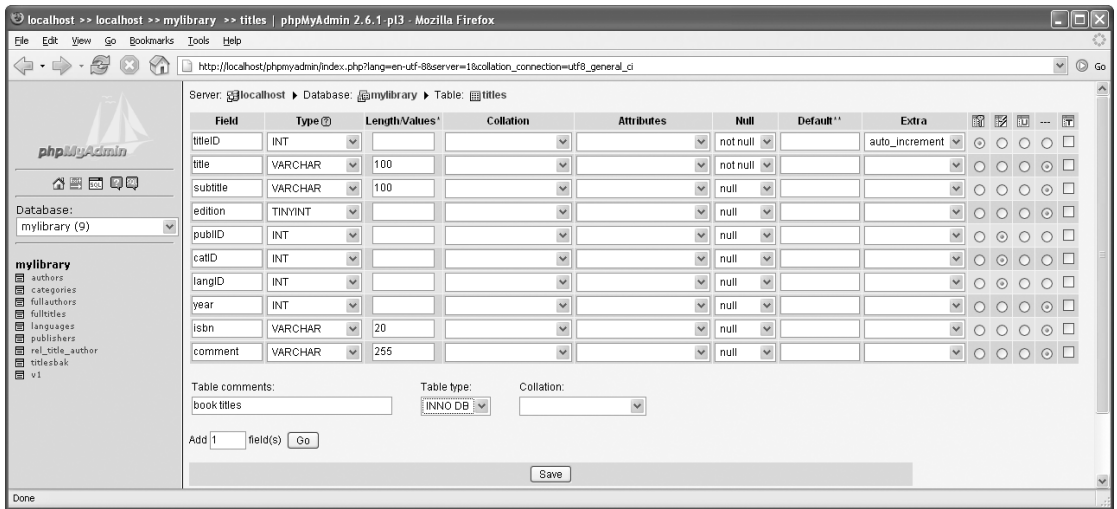 localhost >> localhost >> mylibrary >> titles | phpMyAdmin 2.6.1-pl3 - Mozilla Firefox
File Edit View Go Bookmarks Tools Help
http://localhost/phpmyadmin/index.php?lang=en-utf-8&server=1&collation_connection=utf8_general_ci Go
phpMyAdmin
SQL
Database:
mylibrary (9)
mylibrary
authors
categories
fullauthors
fulltitles
languages
publishers
rel_title_author
titlesbak
v1
Server: localhost Database: mylibrary Table: titles
Field Type Length/Values* Collation Attributes Null Default** Extra ---
titleID INT not null auto_increment
title VARCHAR 100 not null
subtitle VARCHAR 100 null
edition TINYINT null
publID INT null
catID INT null
langID INT null
year INT null
isbn VARCHAR 20 null
comment VARCHAR 255 null
Table comments: Table type: Collation:
book titles INNO DB
Add 1 field(s) Go
Save
Done